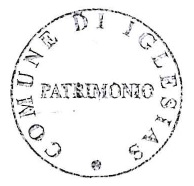 COMUNE DI IGLESIAS
PATRIMONIO